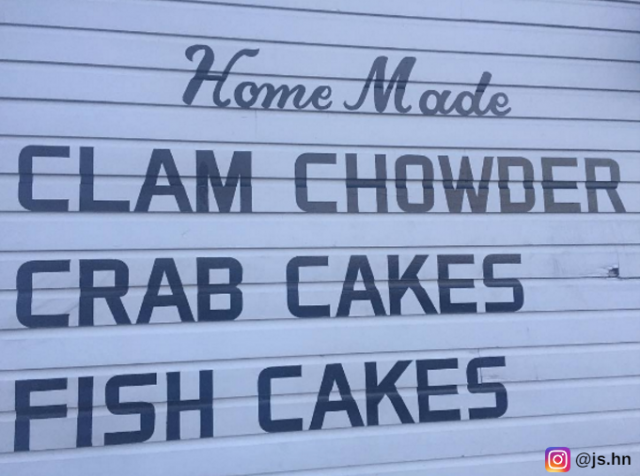 Home Made
CLAM CHOWDER
CRAB CAKES
FISH CAKES
@js.hn